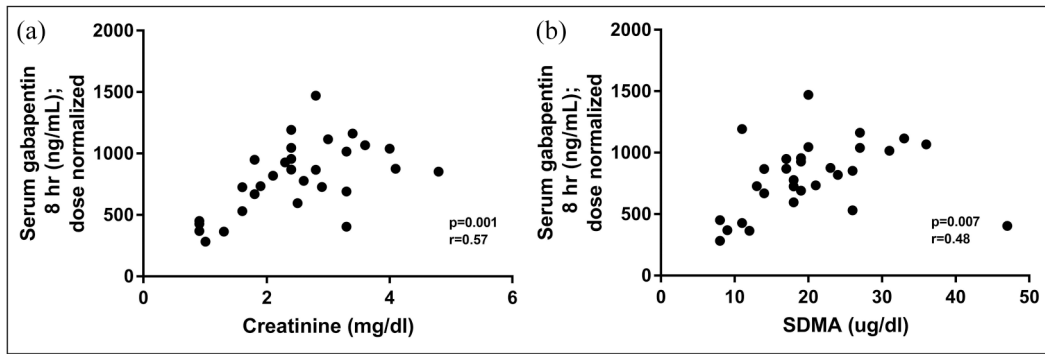 (a)
Serum gabapentin
8 hr (ng/mL);
dose normalized
2000
1500
1000
500
0
0
2
4
6
p=0.001
r=0.57
Creatinine (mg/dl)
(b)
Serum gabapentin
8 hr (ng/mL);
dose normalized
2000
1500
1000
500
0
0
10
20
30
40
50
p=0.007
r=0.48
SDMA (ug/dl)